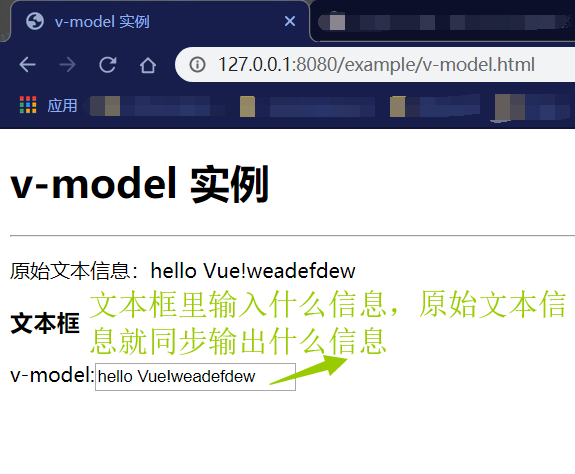 v-model 实例
127.0.0.1:8080/example/v-model.html
应用
v-model 实例
原始文本信息：hello Vue!weadefdew
文本框里输入什么信息，原始文本信
文本框
息就同步输出什么信息
v-model:hello Vue!weadefdew